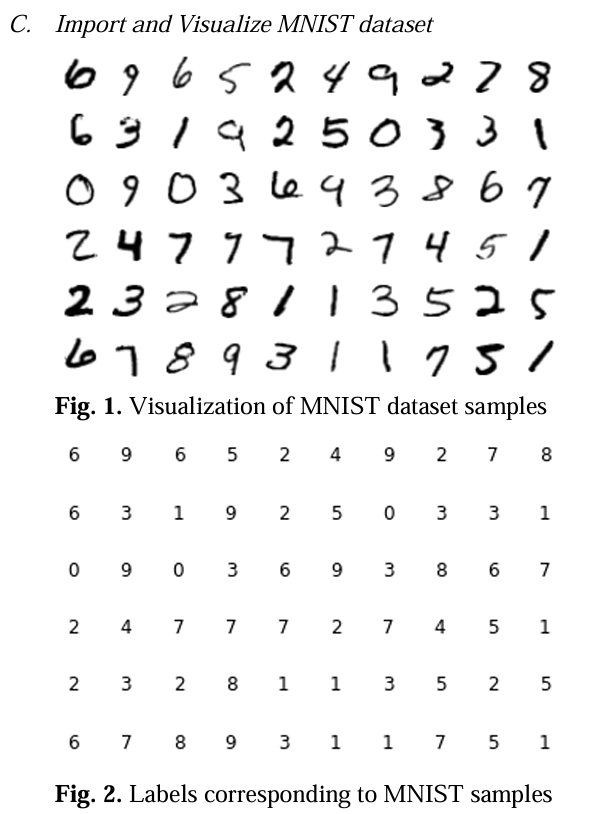 C. Import and Visualize MNIST dataset
6 9 6 5 2 4 9 2 7 8
6 3 1 9 2 5 0 3 3 1
0 9 0 3 6 9 3 8 6 7
2 4 7 7 7 2 7 4 5 1
2 3 2 8 1 1 3 5 2 5
6 7 8 9 3 1 1 7 5 1
Fig. 1. Visualization of MNIST dataset samples
6 9 6 5 2 4 9 2 7 8
6 3 1 9 2 5 0 3 3 1
0 9 0 3 6 9 3 8 6 7
2 4 7 7 7 2 7 4 5 1
2 3 2 8 1 1 3 5 2 5
6 7 8 9 3 1 1 7 5 1
Fig. 2. Labels corresponding to MNIST samples